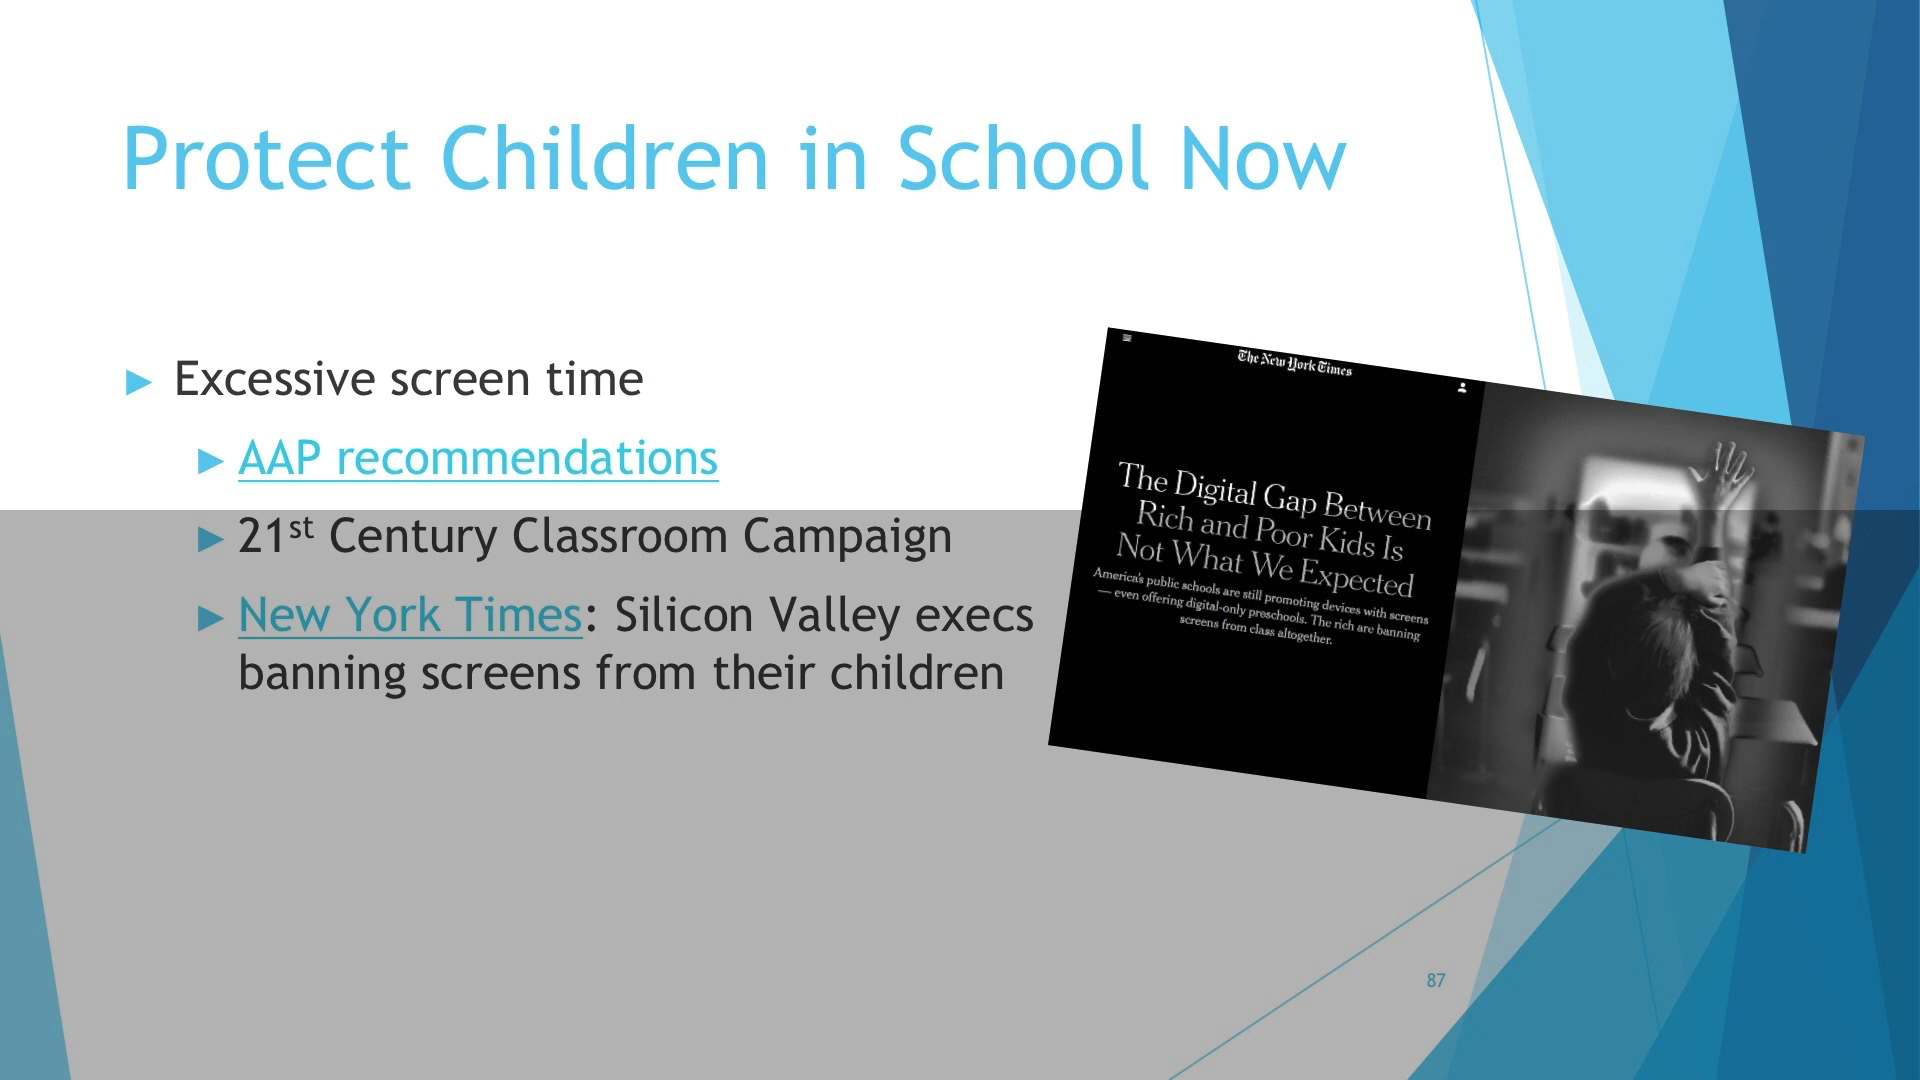 Protect Children in School Now
► Excessive screen time
► AAP recommendations
► 21st Century Classroom Campaign
► New York Times: Silicon Valley execs
banning screens from their children
The New York Times
The Digital Gap Between
Rich and Poor Kids Is
Not What We Expected
America's public schools are still promoting devices with screens
— even offering digital-only preschools. The rich are banning
screens from class altogether.
87